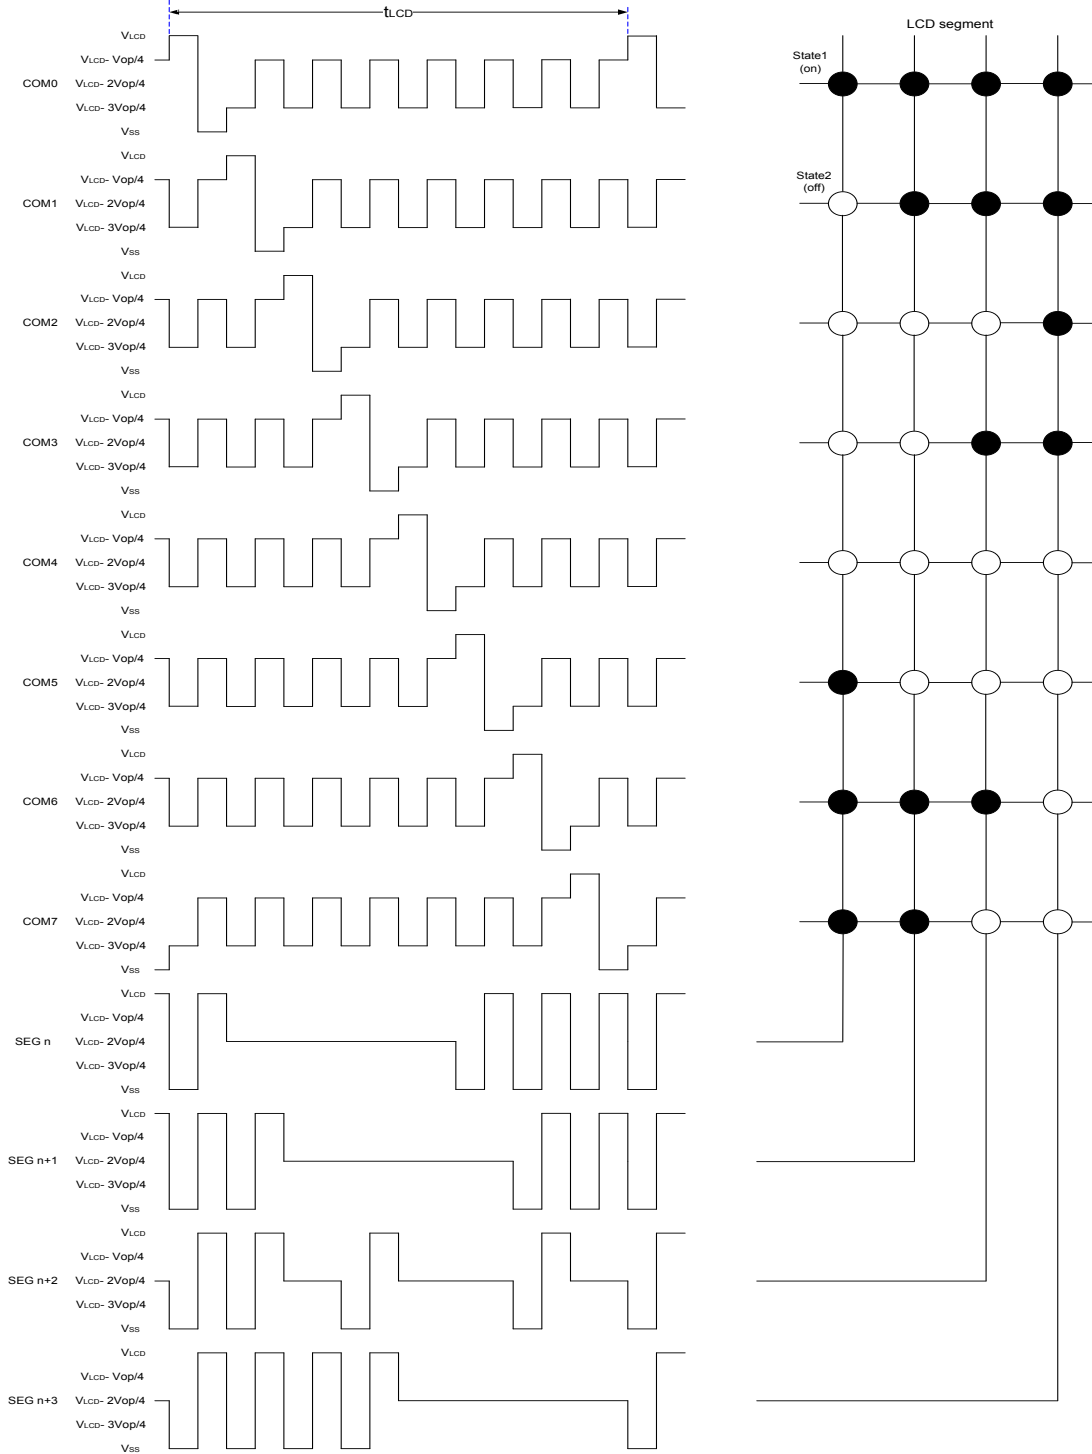 tLCD
LCD segment
State1
(on)
State2
(off)
VLCD
VLCD- Vop/4
COM0 VLCD- 2Vop/4
VLCD- 3Vop/4
VSS
VLCD
VLCD- Vop/4
COM1 VLCD- 2Vop/4
VLCD- 3Vop/4
VSS
VLCD
VLCD- Vop/4
COM2 VLCD- 2Vop/4
VLCD- 3Vop/4
VSS
VLCD
VLCD- Vop/4
COM3 VLCD- 2Vop/4
VLCD- 3Vop/4
VSS
VLCD
VLCD- Vop/4
COM4 VLCD- 2Vop/4
VLCD- 3Vop/4
VSS
VLCD
VLCD- Vop/4
COM5 VLCD- 2Vop/4
VLCD- 3Vop/4
VSS
VLCD
VLCD- Vop/4
COM6 VLCD- 2Vop/4
VLCD- 3Vop/4
VSS
VLCD
VLCD- Vop/4
COM7 VLCD- 2Vop/4
VLCD- 3Vop/4
VSS
VLCD
VLCD- Vop/4
SEG n VLCD- 2Vop/4
VLCD- 3Vop/4
VSS
VLCD
VLCD- Vop/4
SEG n+1 VLCD- 2Vop/4
VLCD- 3Vop/4
VSS
VLCD
VLCD- Vop/4
SEG n+2 VLCD- 2Vop/4
VLCD- 3Vop/4
VSS
VLCD
VLCD- Vop/4
SEG n+3 VLCD- 2Vop/4
VLCD- 3Vop/4
VSS